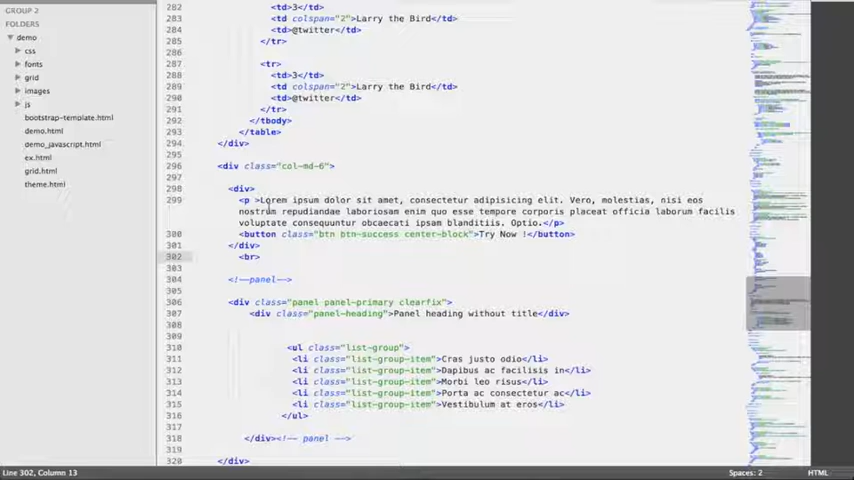 GROUP 2
FOLDERS
demo
css
fonts
grid
images
js
bootstrap-template.html
demo.html
demo_javascript.html
ex.html
grid.html
theme.html
282 <td>3</td>
283 <td colspan="2">Larry the Bird</td>
284 <td>@twitter</td>
285 </tr>
286
287 <tr>
288 <td>3</td>
289 <td colspan="2">Larry the Bird</td>
290 <td>@twitter</td>
291 </tr>
292 </tbody>
293 </table>
294 </div>
295
296 <div class="col-md-6">
297
298 <div>
299 <p >Lorem ipsum dolor sit amet, consectetur adipisicing elit. Vero, molestias, nisi eos
nostrum repudiandae laboriosam enim quo esse tempore corporis placeat officia laborum facilis
voluptate consequuntur obcaecati ipsam blanditiis. Optio.</p>
300 <button class="btn btn-success center-block">Try Now !</button>
301 </div>
302 <br>
303
304 <!--panel-->
305
306 <div class="panel panel-primary clearfix">
307 <div class="panel-heading">Panel heading without title</div>
308
309
310 <ul class="list-group">
311 <li class="list-group-item">Cras justo odio</li>
312 <li class="list-group-item">Dapibus ac facilisis in</li>
313 <li class="list-group-item">Morbi leo risus</li>
314 <li class="list-group-item">Porta ac consectetur ac</li>
315 <li class="list-group-item">Vestibulum at eros</li>
316 </ul>
317
318 </div><!-- panel -->
319
320 </div>
Line 302, Column 13
Spaces: 2
HTML